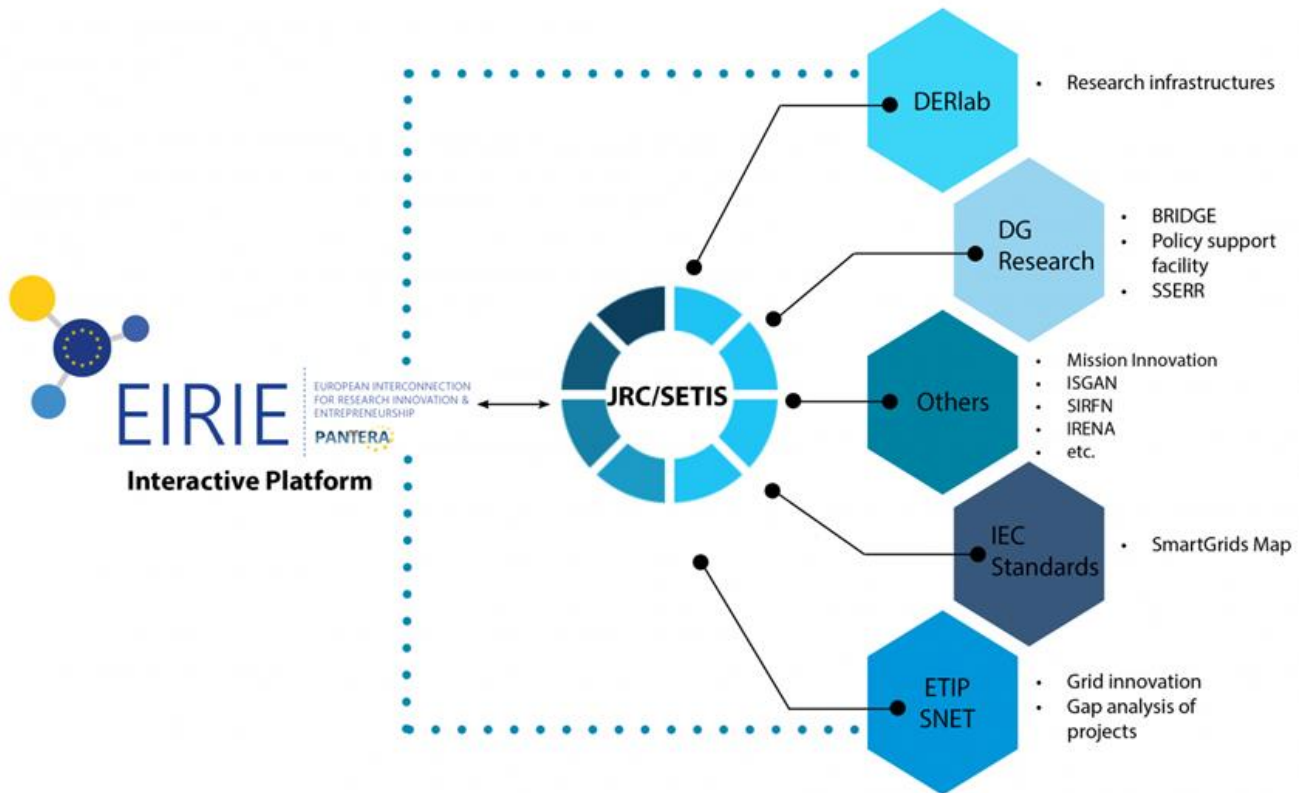 DERlab
• Research infrastructures
DG
Research
• BRIDGE
• Policy support
facility
• SSERR
EIRIE
EUROPEAN INTERCONNECTION
FOR RESEARCH INNOVATION &
ENTREPRENEURSHIP
PANTERA
Interactive Platform
JRC/SETIS
Others
• Mission Innovation
• ISGAN
• SIRFN
• IRENA
• etc.
IEC
Standards
• SmartGrids Map
ETIP
SNET
• Grid innovation
• Gap analysis of
projects